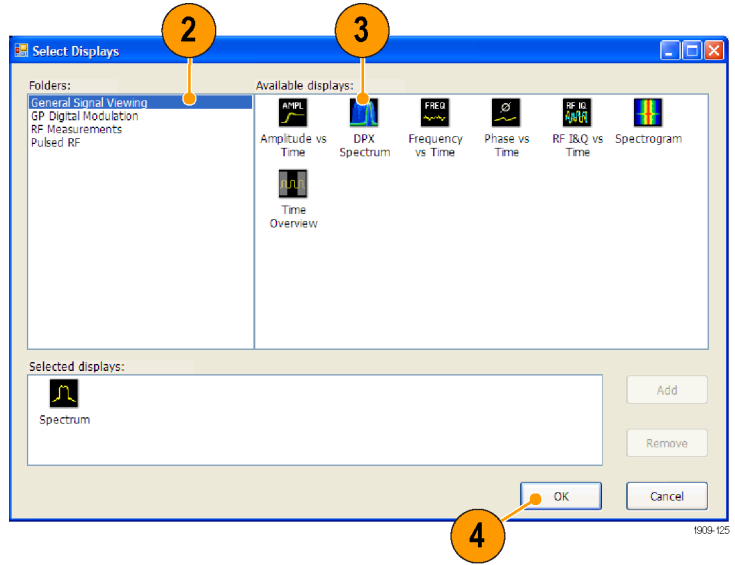 2
3
Select Displays
Folders:
Available displays:
General Signal Viewing
GP Digital Modulation
RF Measurements
Pulsed RF
AMPL
FREQ
Ø
RF IQ
Amplitude vs
Time
DPX
Spectrum
Frequency
vs Time
Phase vs
Time
RF I&Q vs
Time
Spectrogram
Time
Overview
Selected displays:
Spectrum
Add
Remove
OK
Cancel
4
1909-125